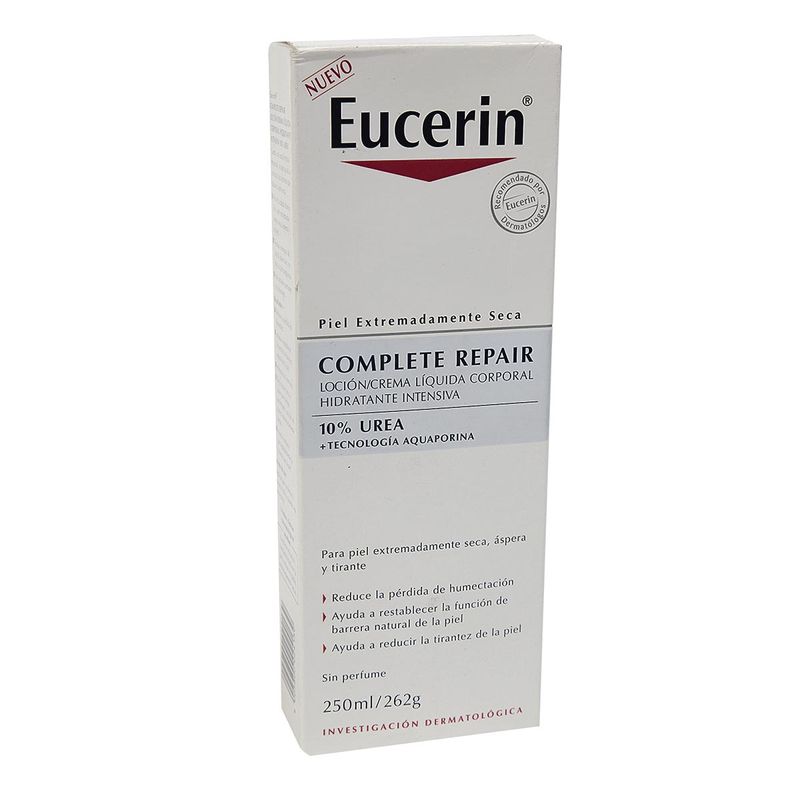 NUEVO
Eucerin®
Recomendado por
Eucerin
Dermatólogos
Piel Extremadamente Seca
COMPLETE REPAIR
LOCIÓN/CREMA LÍQUIDA CORPORAL
HIDRATANTE INTENSIVA
10% UREA
+TECNOLOGÍA AQUAPORINA
Para piel extremadamente seca, áspera
y tirante
Reduce la pérdida de humectación
Ayuda a restablecer la función de
barrera natural de la piel
Ayuda a reducir la tirantez de la piel
Sin perfume
250ml/262g
INVESTIGACIÓN DERMATOLÓGICA